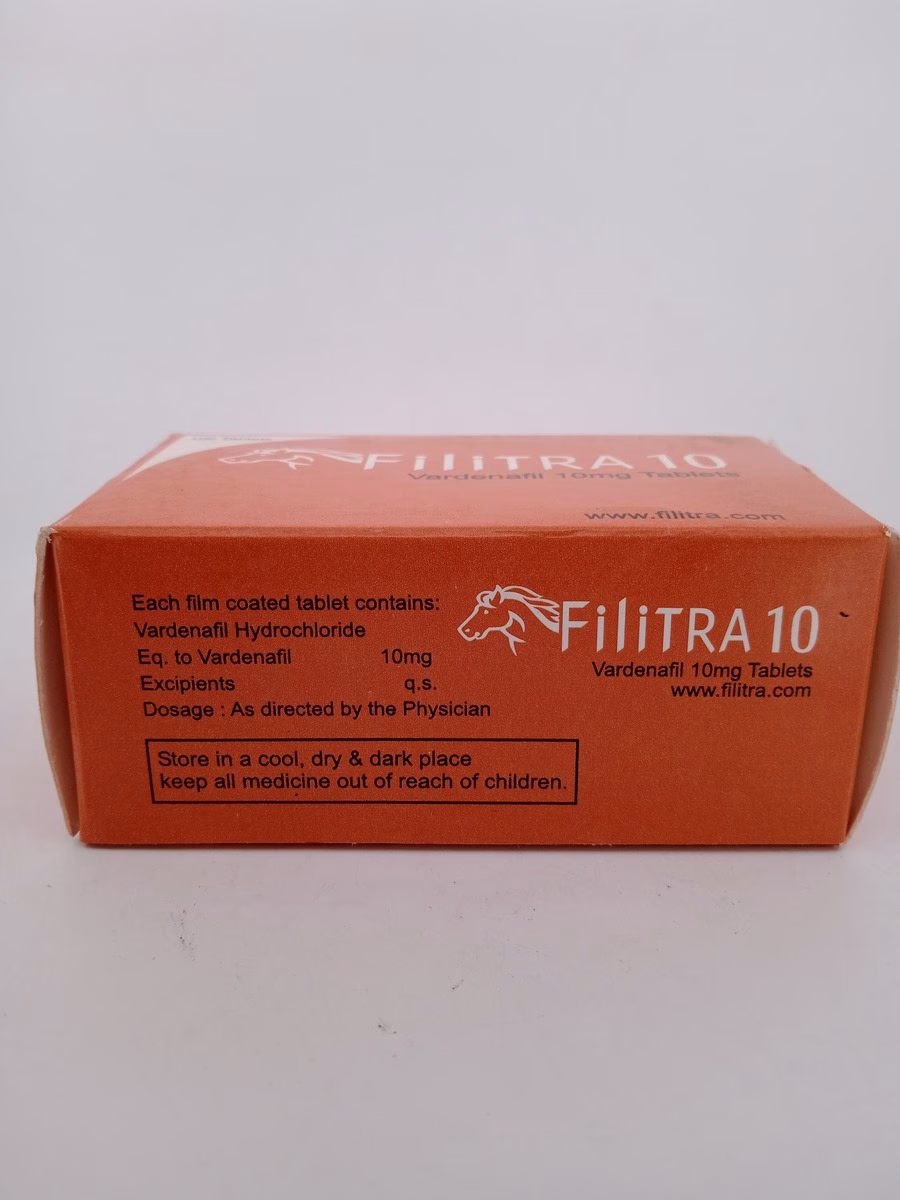 FiliTRA 10
Vardenafil 10mg Tablets
www.filitra.com
Each film coated tablet contains:
Vardenafil Hydrochloride
Eq. to Vardenafil 10mg
Excipients q.s.
Dosage : As directed by the Physician
Store in a cool, dry & dark place
keep all medicine out of reach of children.
FiliTRA 10
Vardenafil 10mg Tablets
www.filitra.com